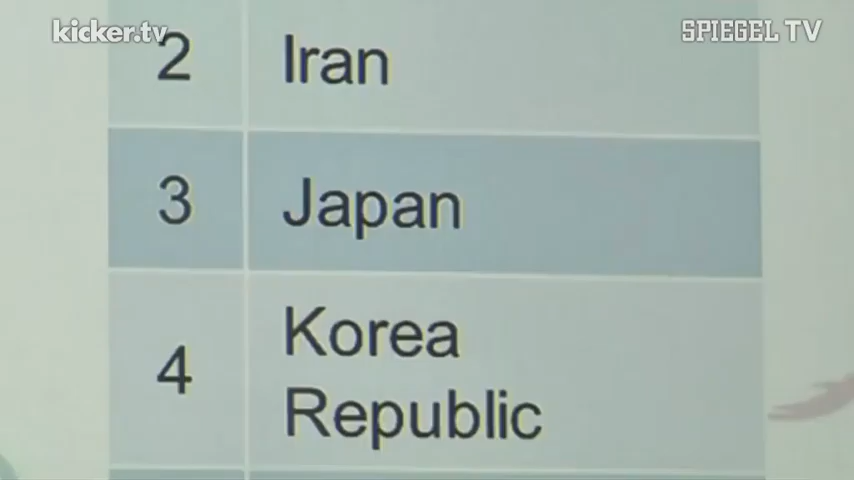 kicker.tv
SPIEGEL TV
2 Iran
3 Japan
4 Korea
Republic